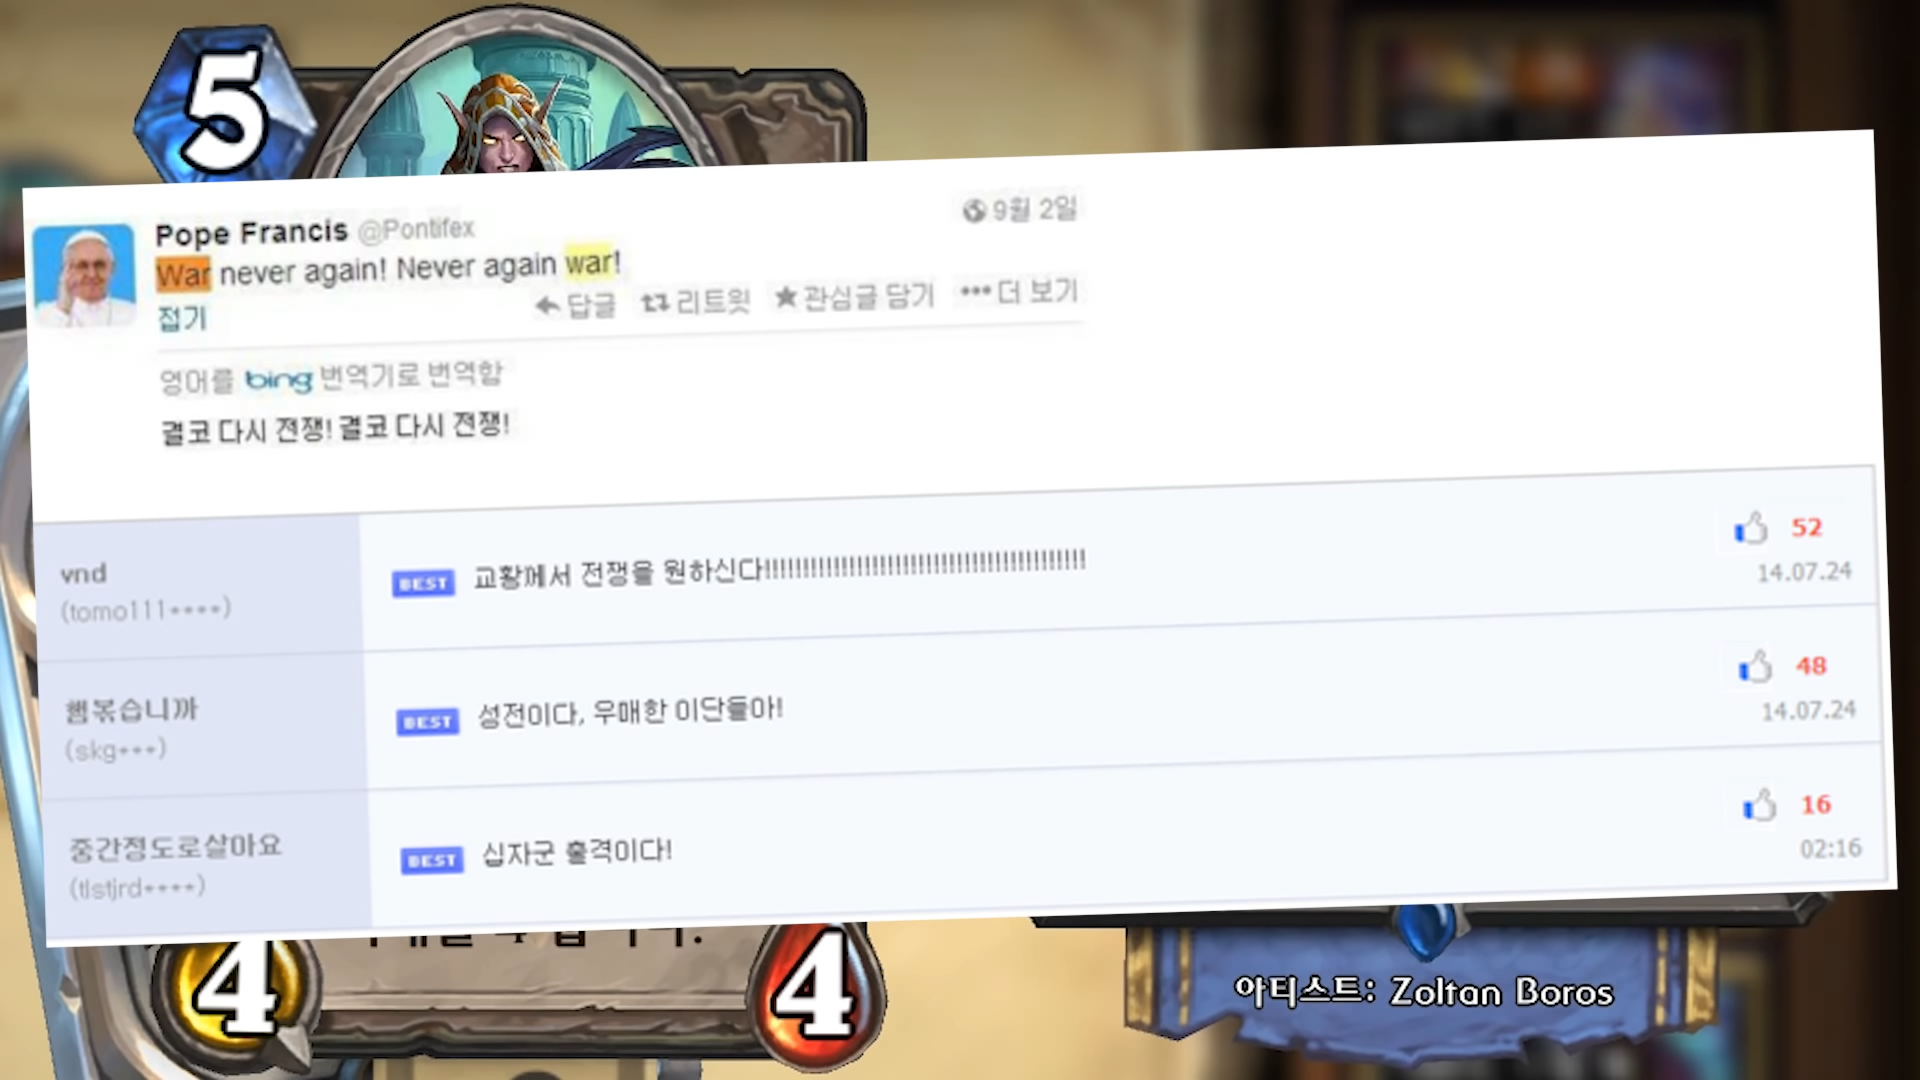 5
Pope Francis @Pontifex
9월 2일
War never again! Never again war!
접기
답글 리트윗 관심글 담기 ••• 더 보기
영어를 bing 번역기로 번역함
결코 다시 전쟁! 결코 다시 전쟁!
vnd
(tomo111****)
BEST 교황께서 전쟁을 원하신다!!!!!!!!!!!!!!!!!!!!!!!!!!!!!!!!!!!!!!!!!!
52
14.07.24
햄볶습니까
(skg***)
BEST 성전이다, 우매한 이단들아!
48
14.07.24
중간정도로살아요
(tlstjrd****)
BEST 십자군 출격이다!
16
02:16
4
4
아티스트: Zoltan Boros